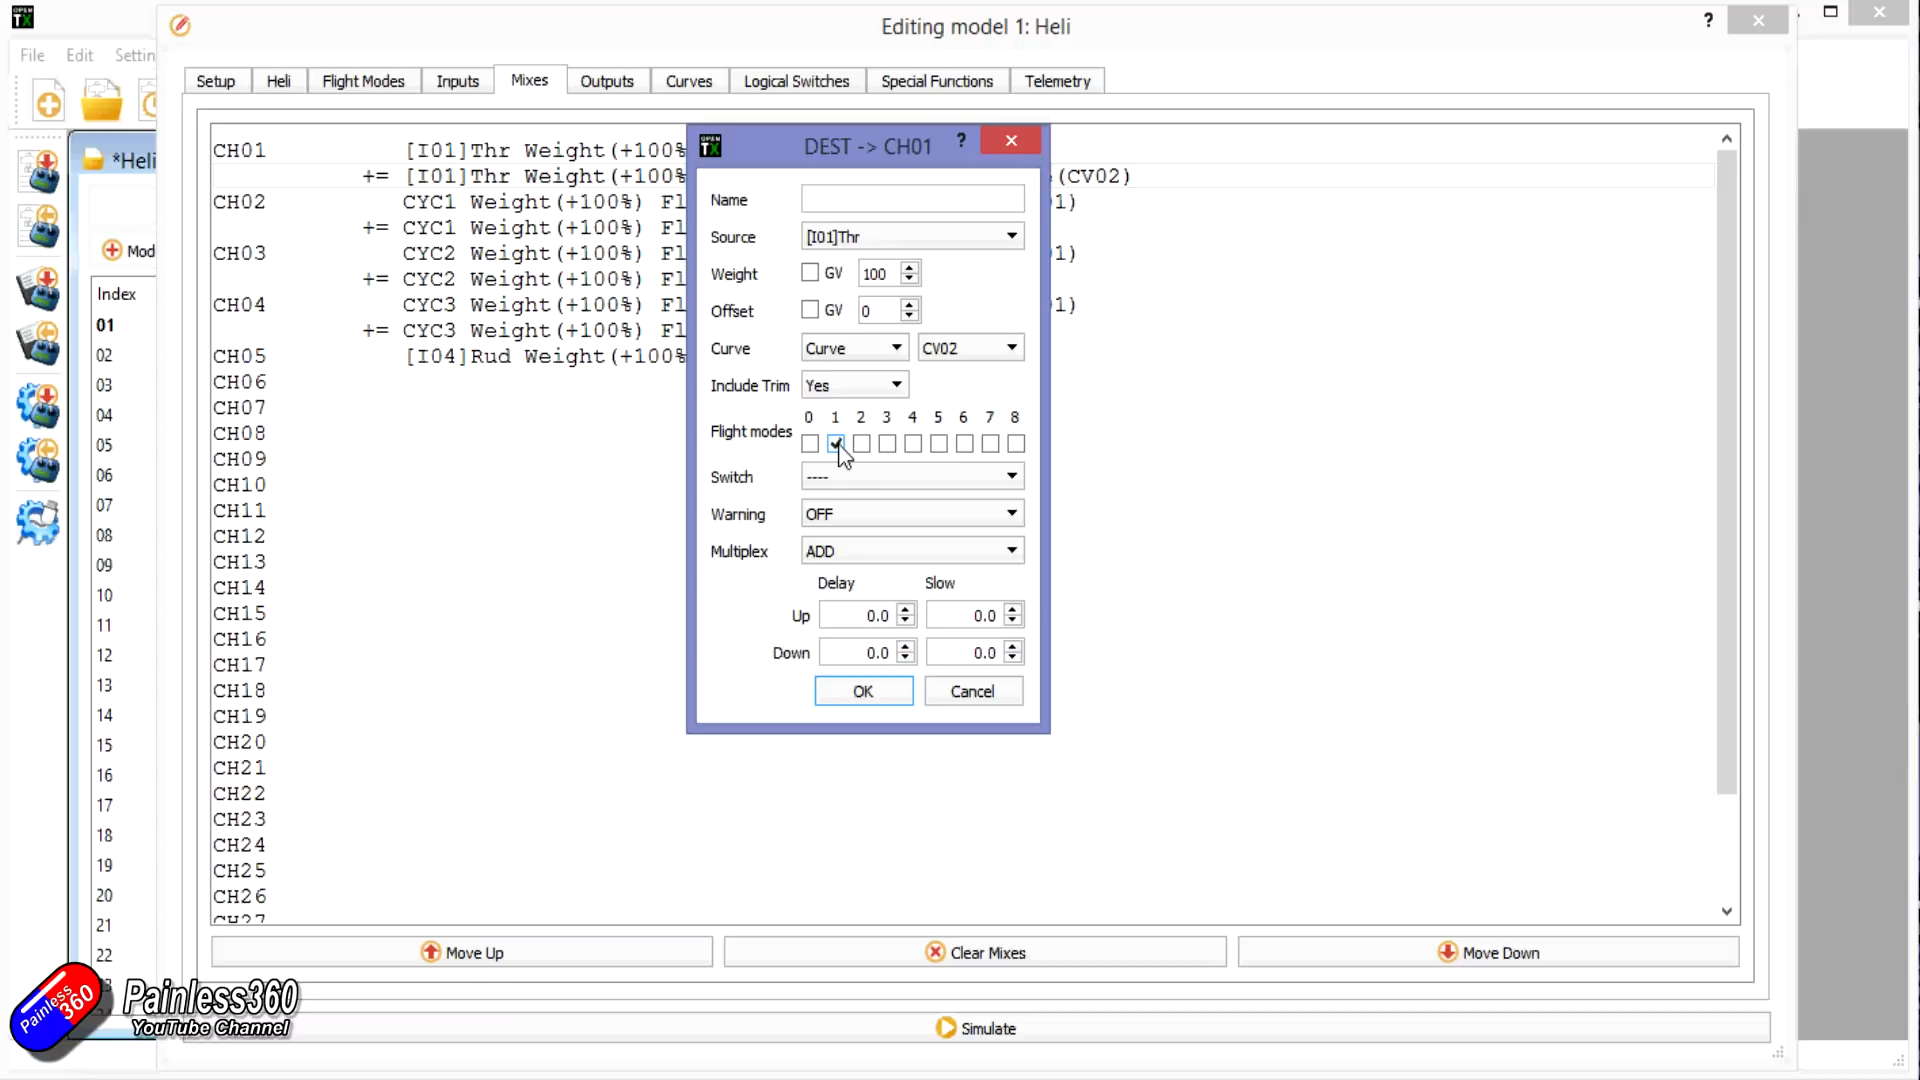 OPEN TX
Editing model 1: Heli
?
File Edit Settin
Setup Heli Flight Modes Inputs Mixes Outputs Curves Logical Switches Special Functions Telemetry
*Heli
Mod
Index
01
02
03
04
05
06
07
08
09
10
11
12
13
14
15
16
17
18
19
20
21
22
CH01 [I01]Thr Weight(+100%
+= [I01]Thr Weight(+100% (CV02)
CH02 CYC1 Weight(+100%) Fl 1)
+= CYC1 Weight(+100%) Fl
CH03 CYC2 Weight(+100%) Fl 1)
+= CYC2 Weight(+100%) Fl
CH04 CYC3 Weight(+100%) Fl 1)
+= CYC3 Weight(+100%) Fl
CH05 [I04]Rud Weight(+100%
CH06
CH07
CH08
CH09
CH10
CH11
CH12
CH13
CH14
CH15
CH16
CH17
CH18
CH19
CH20
CH21
CH22
CH23
CH24
CH25
CH26
CH27
OPEN TX DEST -> CH01 ?
Name
Source [I01]Thr
Weight GV 100
Offset GV 0
Curve Curve CV02
Include Trim Yes
0 1 2 3 4 5 6 7 8
Flight modes
Switch ----
Warning OFF
Multiplex ADD
Delay Slow
Up 0.0 0.0
Down 0.0 0.0
OK Cancel
Move Up Clear Mixes Move Down
Simulate
Painless 360
Painless360
YouTube Channel